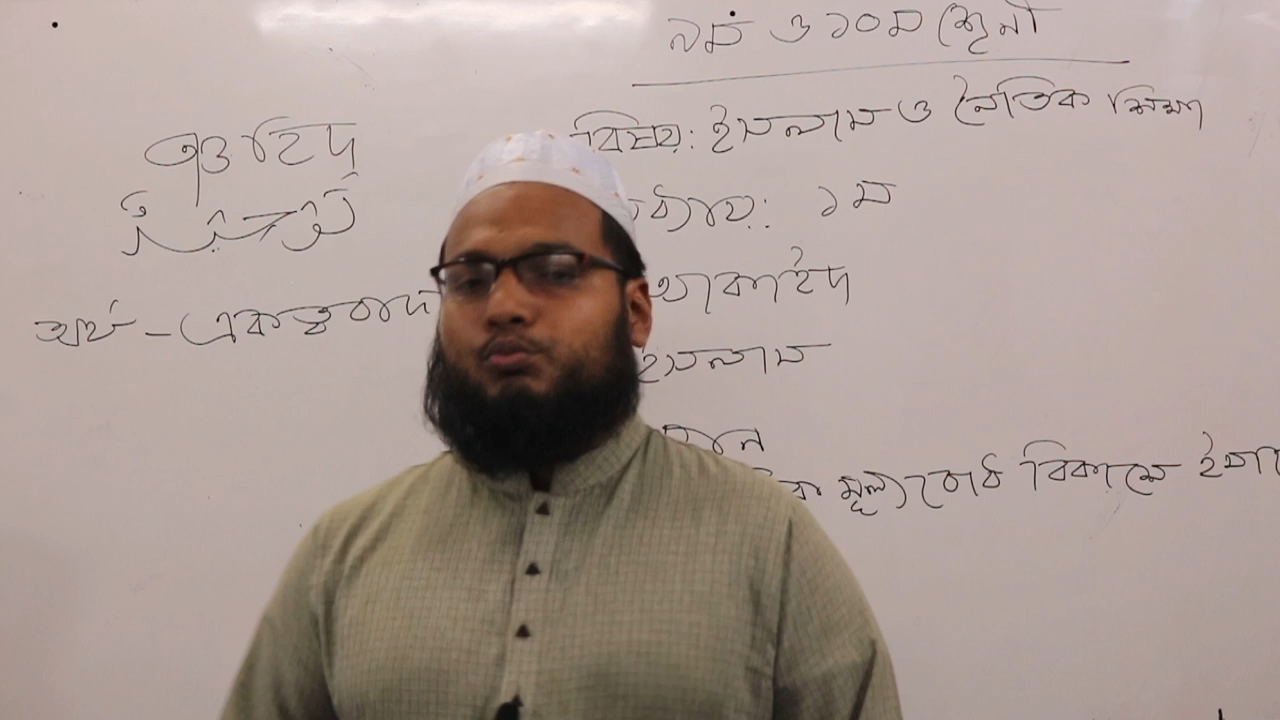 ৯ম ও ১০ম শ্রেণী
বিষয়: ইসলাম ও নৈতিক শিক্ষা
ধ্যায়: ১ম
আকাইদ
ইসলাম
মূল্যবোধ বিকাশে
তাওহিদ
توحيد
অর্থ - একত্ববাদ